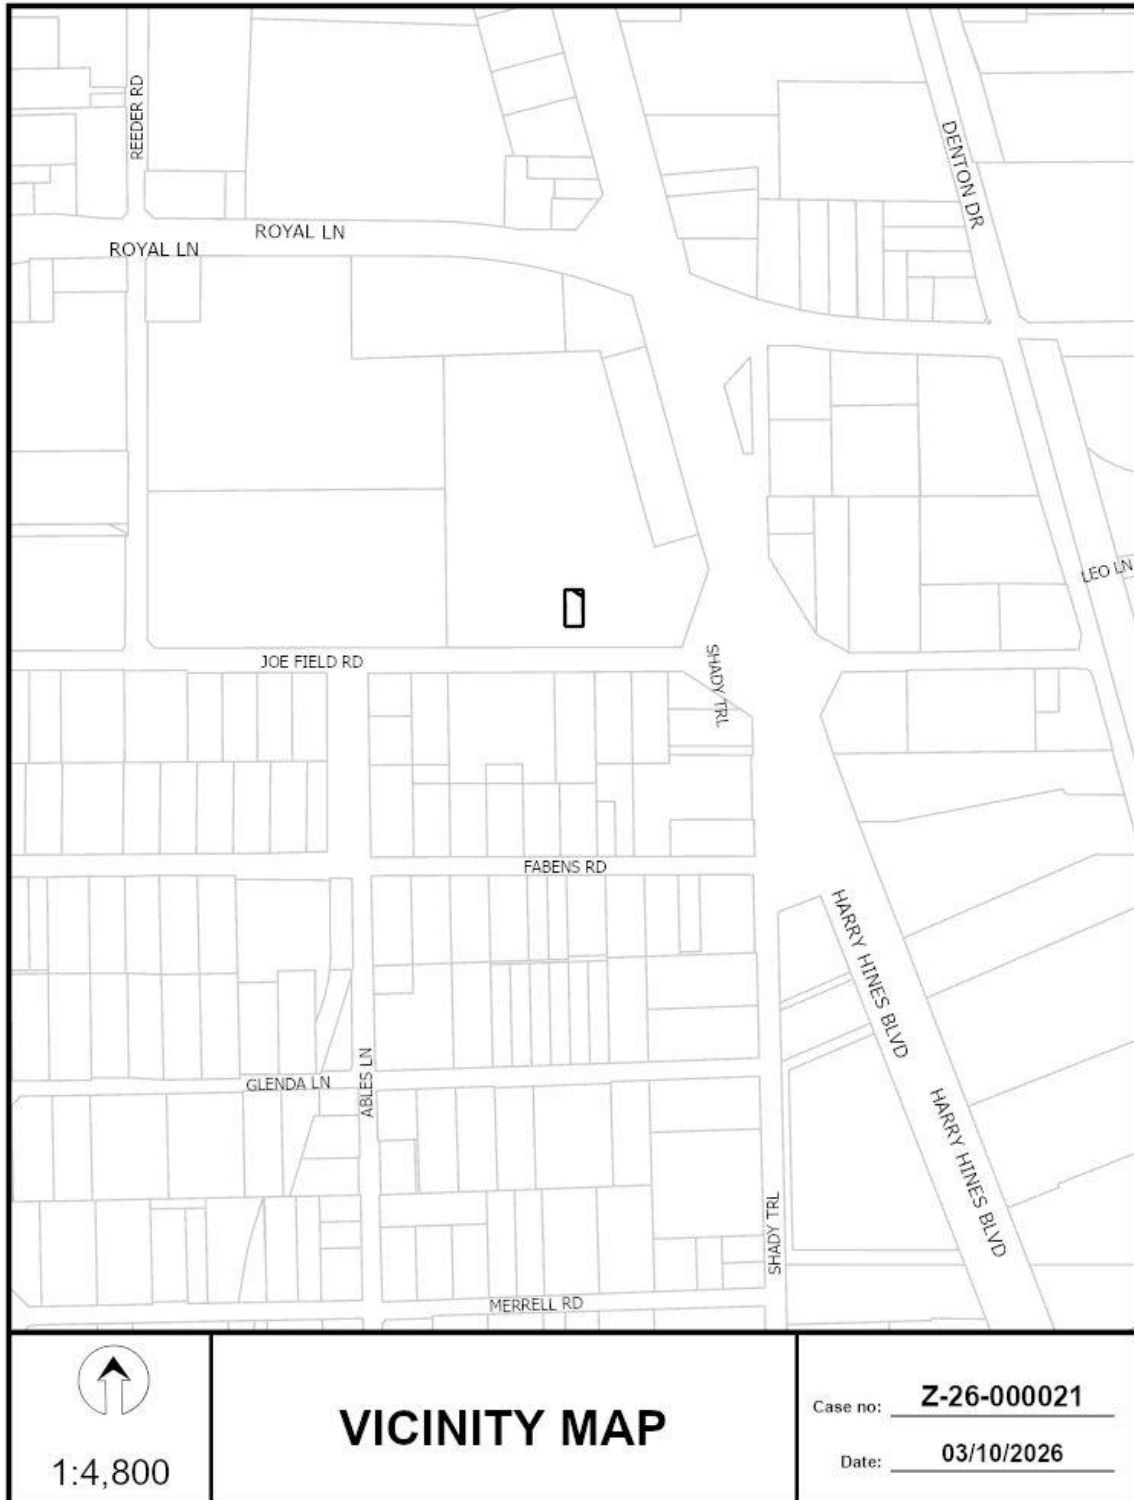 REEDER RD
DENTON DR
ROYAL LN
ROYAL LN
LEO LN
JOE FIELD RD
SHADY TRL
FABENS RD
HARRY HINES BLVD
GLENDA LN
ABLES LN
HARRY HINES BLVD
SHADY TRL
MERRELL RD
1:4,800
VICINITY MAP
Case no: Z-26-000021
Date: 03/10/2026